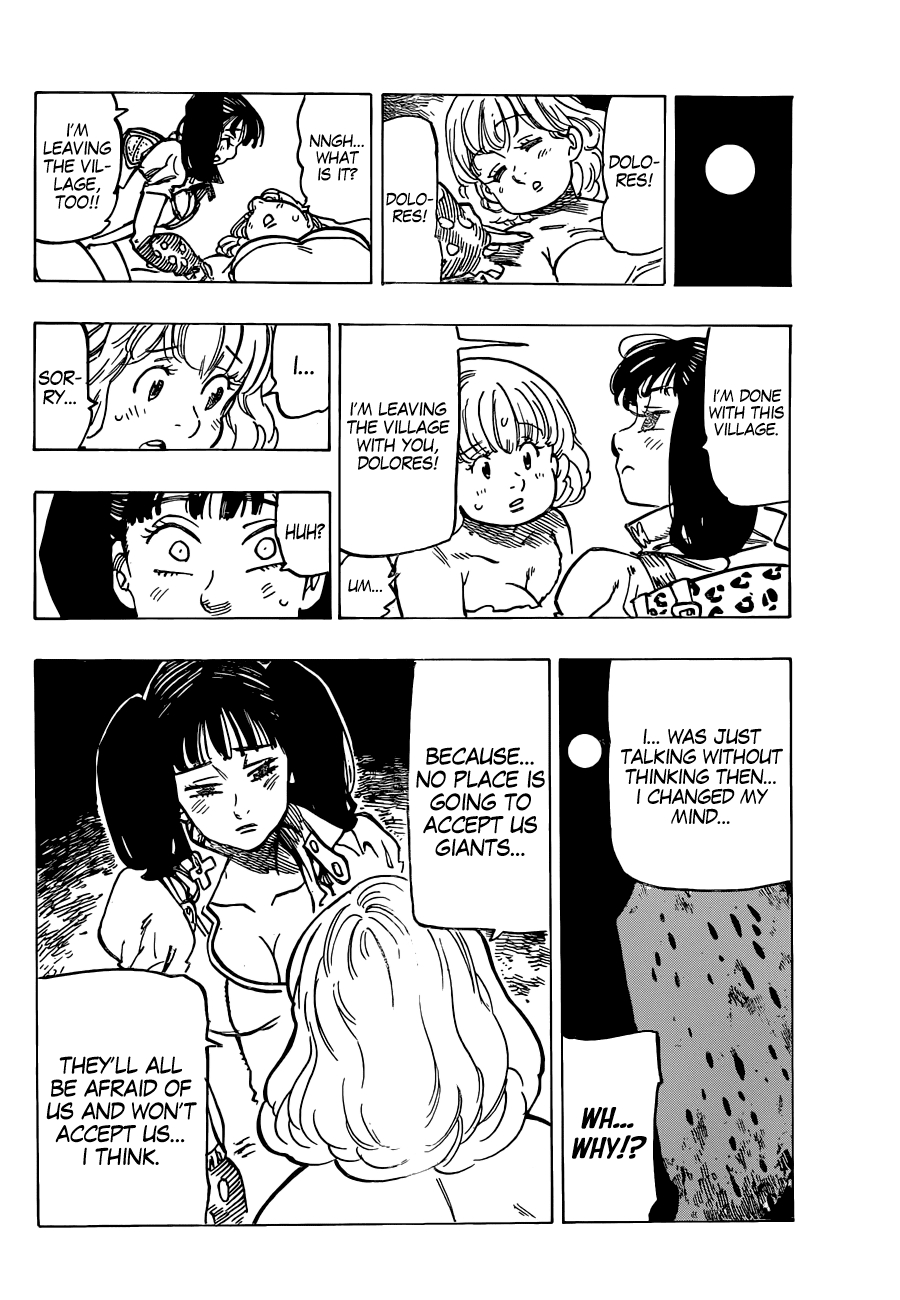 DOLO-
RES!
DOLO-
RES!
NNGH...
WHAT
IS IT?
I'M
LEAVING
THE VIL-
LAGE,
TOO!!
I'M DONE
WITH THIS
VILLAGE.
I'M LEAVING
THE VILLAGE
WITH YOU,
DOLORES!
UM...
I...
SOR-
RY...
HUH?
I... WAS JUST
TALKING WITHOUT
THINKING THEN...
I CHANGED MY
MIND...
WH...
WHY!?
BECAUSE...
NO PLACE IS
GOING TO
ACCEPT US
GIANTS...
THEY'LL ALL
BE AFRAID OF
US AND WON'T
ACCEPT US...
I THINK.